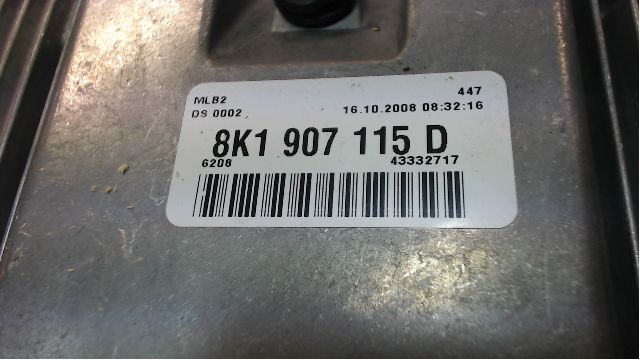 MLB2 447
DS 0002 16.10.2008 08:32:16
8K1 907 115 D
6208 43332717